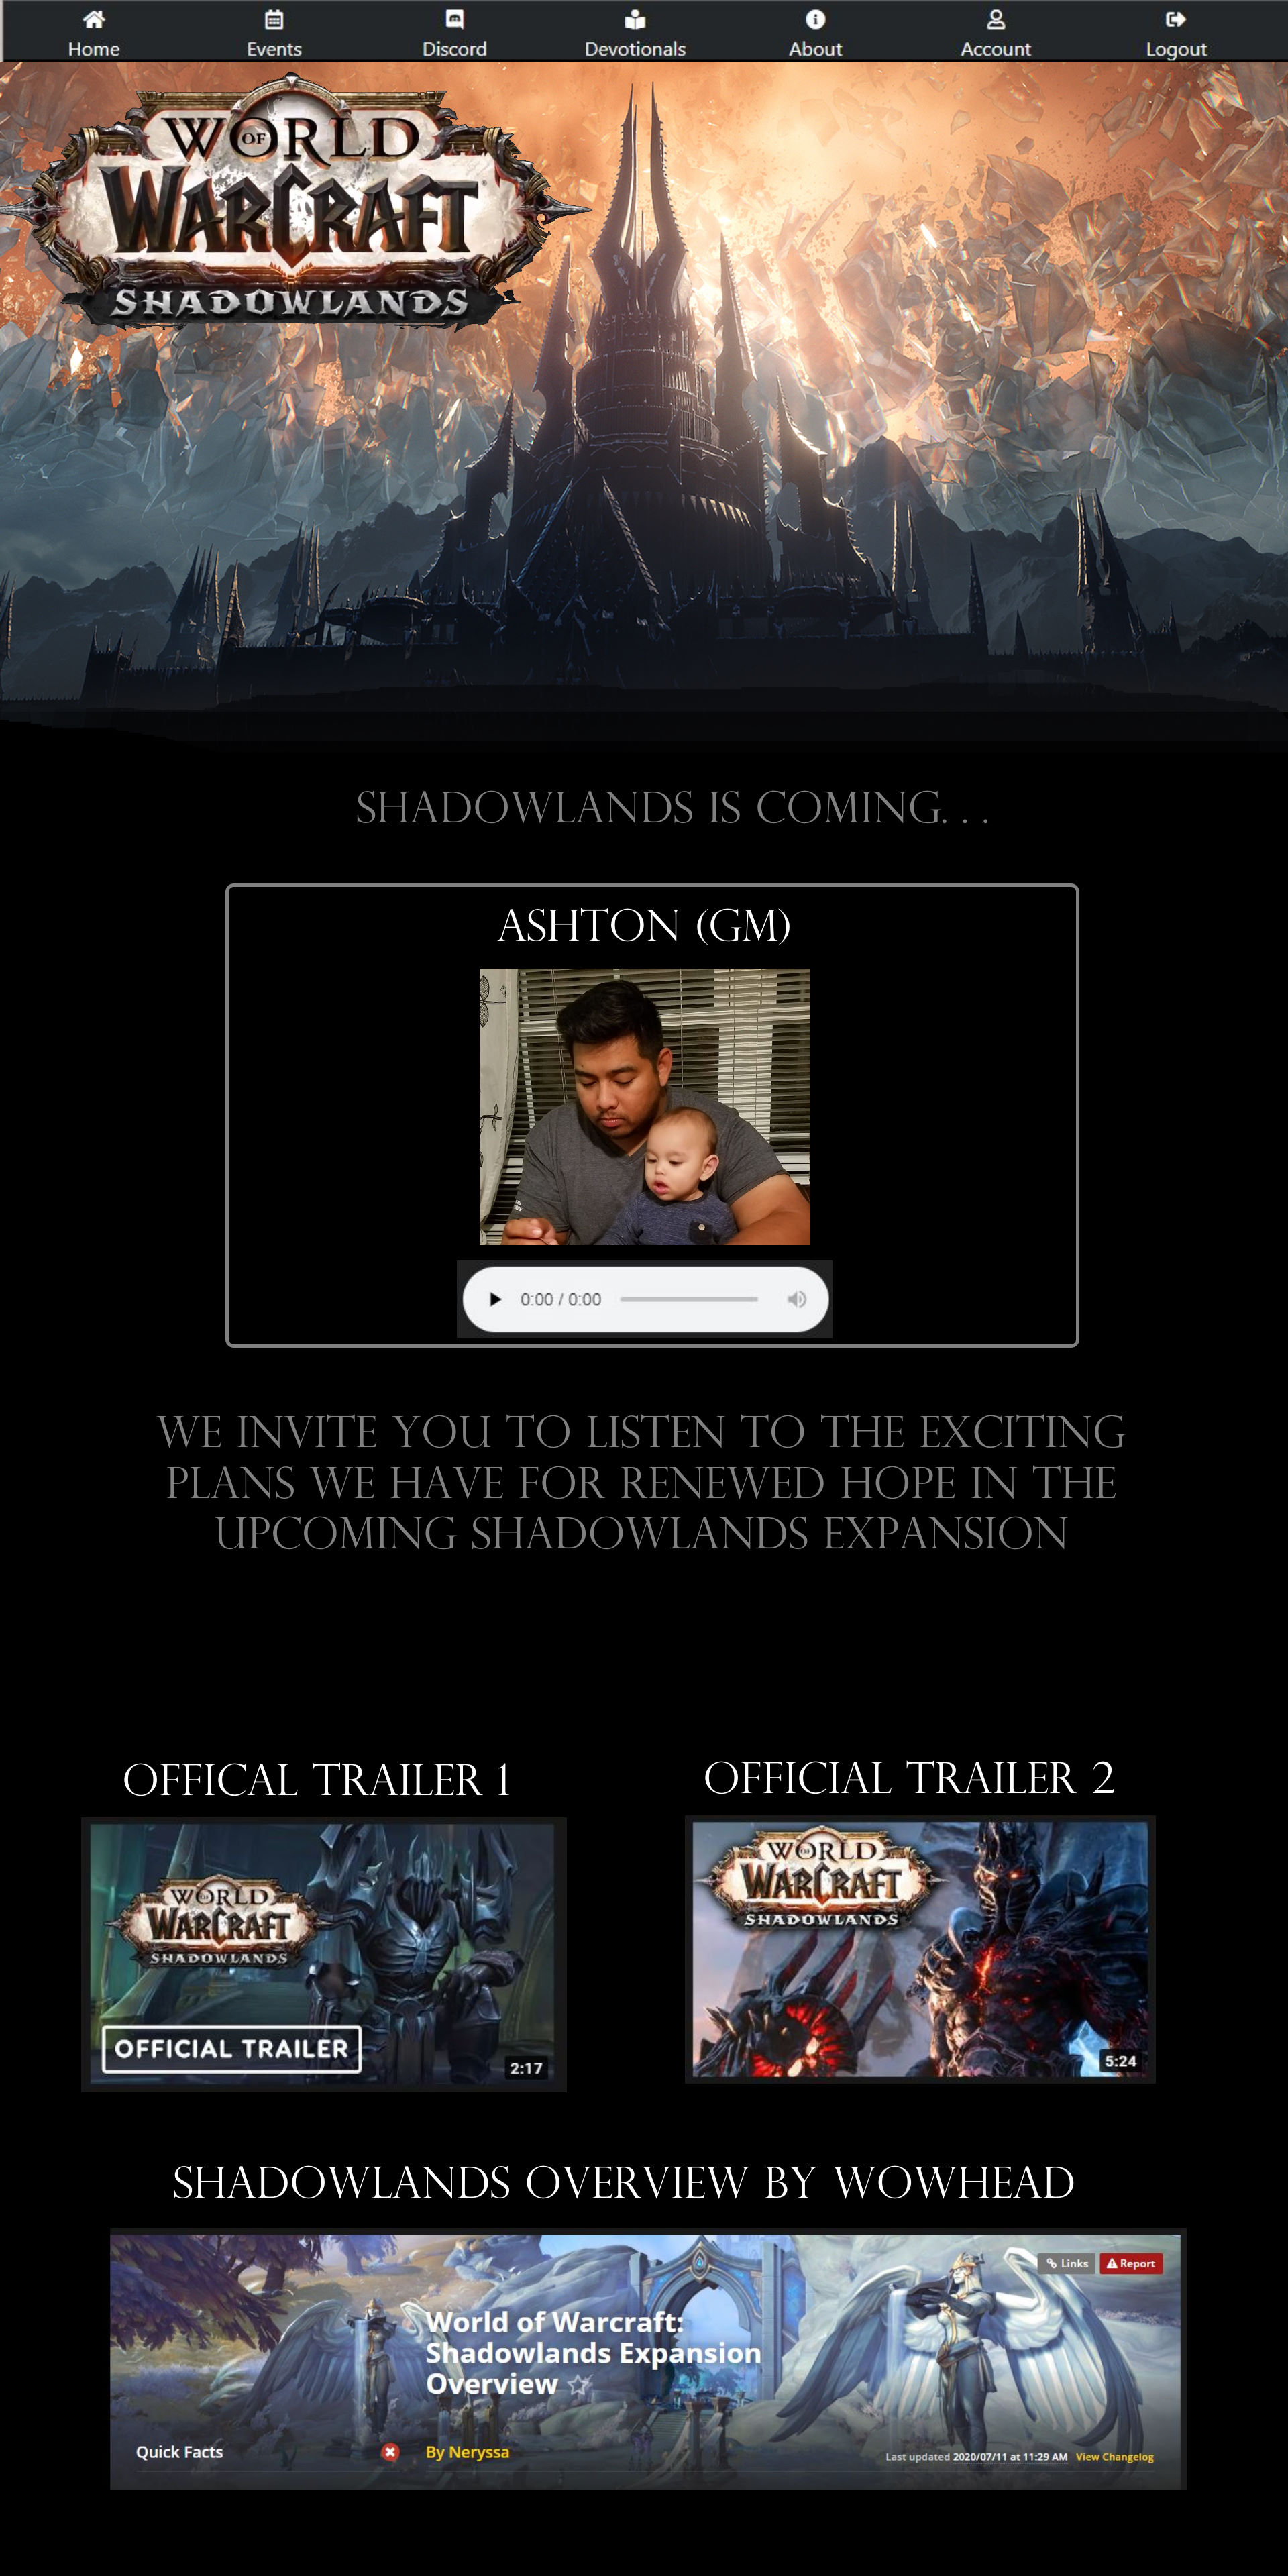 Home Events Discord Devotionals About Account Logout
WORLD
OF
WARCRAFT
SHADOWLANDS
SHADOWLANDS IS COMING. . .
ASHTON (GM)
0:00 / 0:00
WE INVITE YOU TO LISTEN TO THE EXCITING
PLANS WE HAVE FOR RENEWED HOPE IN THE
UPCOMING SHADOWLANDS EXPANSION
OFFICAL TRAILER 1
WORLD
OF
WARCRAFT
SHADOWLANDS
OFFICIAL TRAILER
2:17
OFFICIAL TRAILER 2
WORLD
OF
WARCRAFT
SHADOWLANDS
5:24
SHADOWLANDS OVERVIEW BY WOWHEAD
Links Report
World of Warcraft:
Shadowlands Expansion
Overview
Quick Facts By Neryssa Last updated 2020/07/11 at 11:29 AM View Changelog